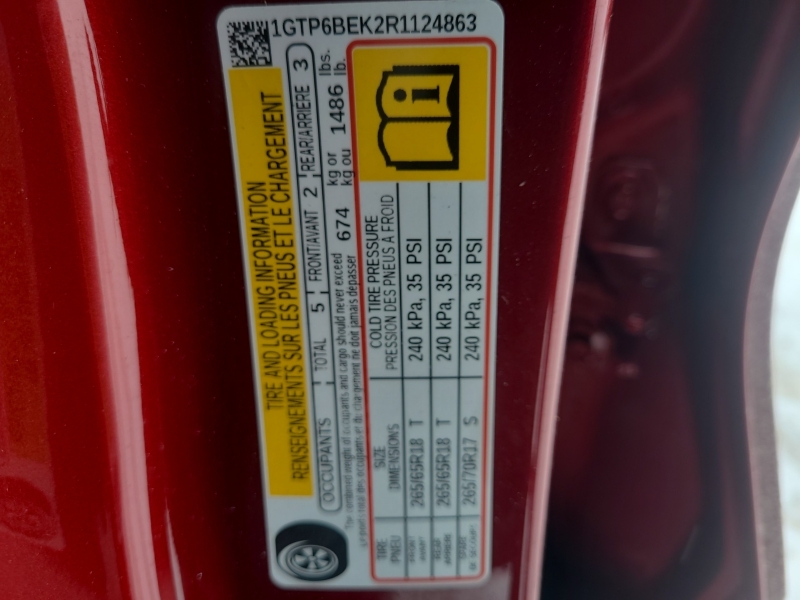 1GTP6BEK2R1124863
TIRE AND LOADING INFORMATION
RENSEIGNEMENTS SUR LES PNEUS ET LE CHARGEMENT
OCCUPANTS TOTAL 5 FRONT/AVANT 2 REAR/ARRIÈRE 3
The combined weight of occupants and cargo should never exceed 674 kg or 1486 lbs.
Le poids total des occupants et du chargement ne doit jamais dépasser kg ou lb.
TIRE SIZE COLD TIRE PRESSURE
PNEU DIMENSIONS PRESSION DES PNEUS À FROID
FRONT 265/65R18 T 240 kPa, 35 PSI
AVANT
REAR 265/65R18 T 240 kPa, 35 PSI
ARRIÈRE
SPARE 265/70R17 S 240 kPa, 35 PSI
DE SECOURS